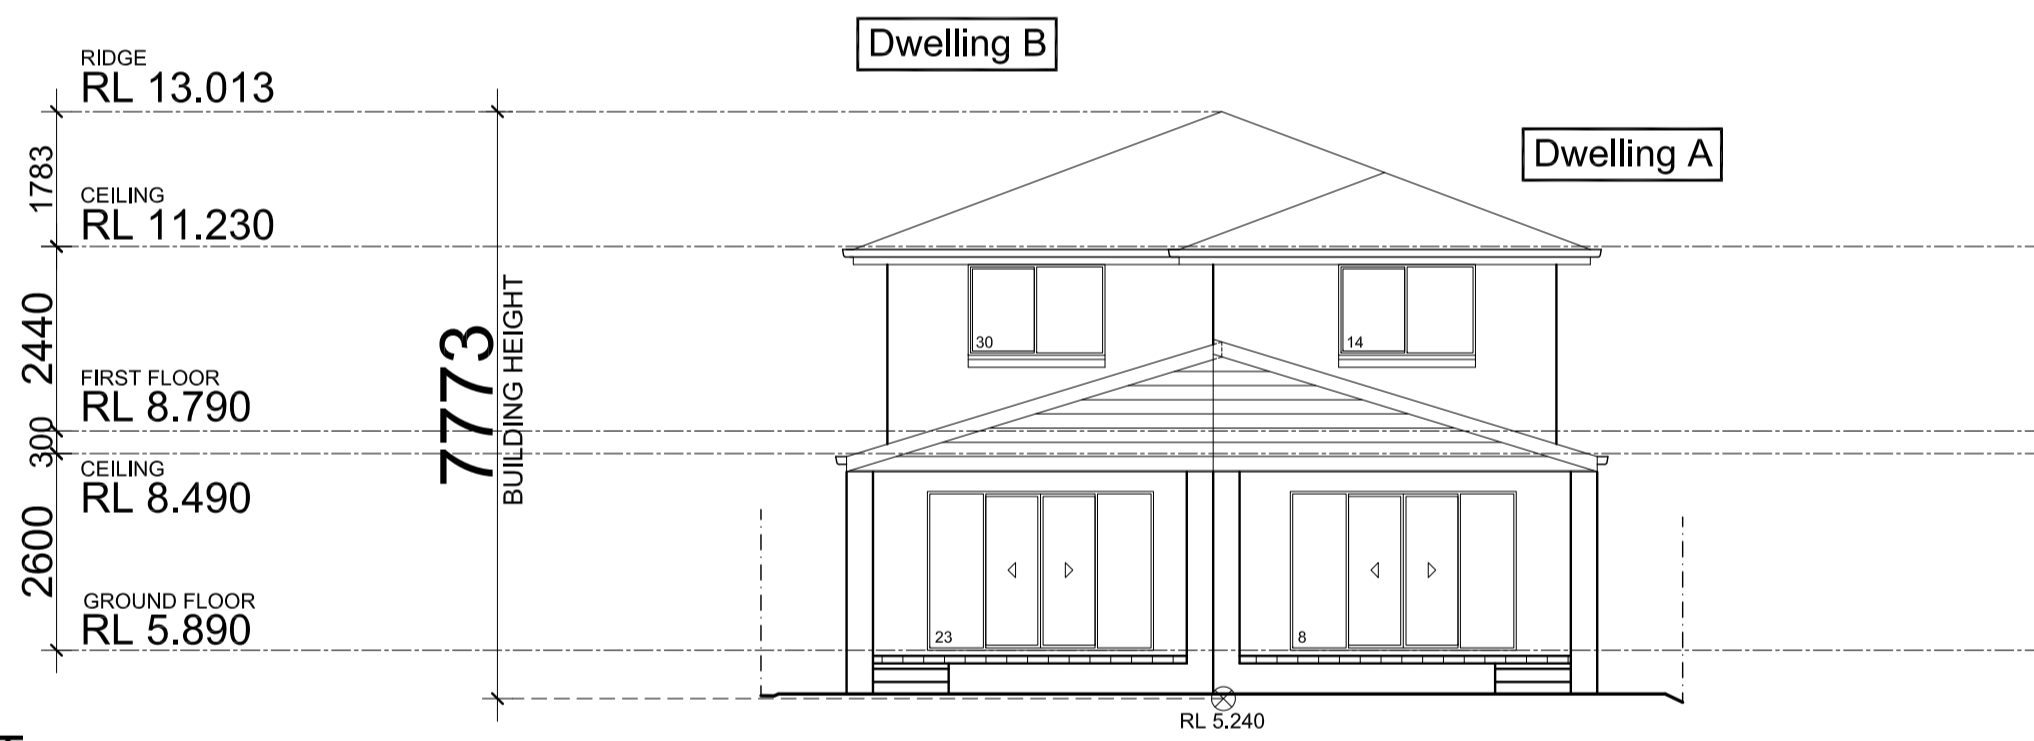 Dwelling B
RIDGE
RL 13.013
Dwelling A
1783
CEILING
RL 11.230
2440
7773
BUILDING HEIGHT
30
14
FIRST FLOOR
RL 8.790
300
CEILING
RL 8.490
2600
GROUND FLOOR
RL 5.890
23
8
RL 5.240